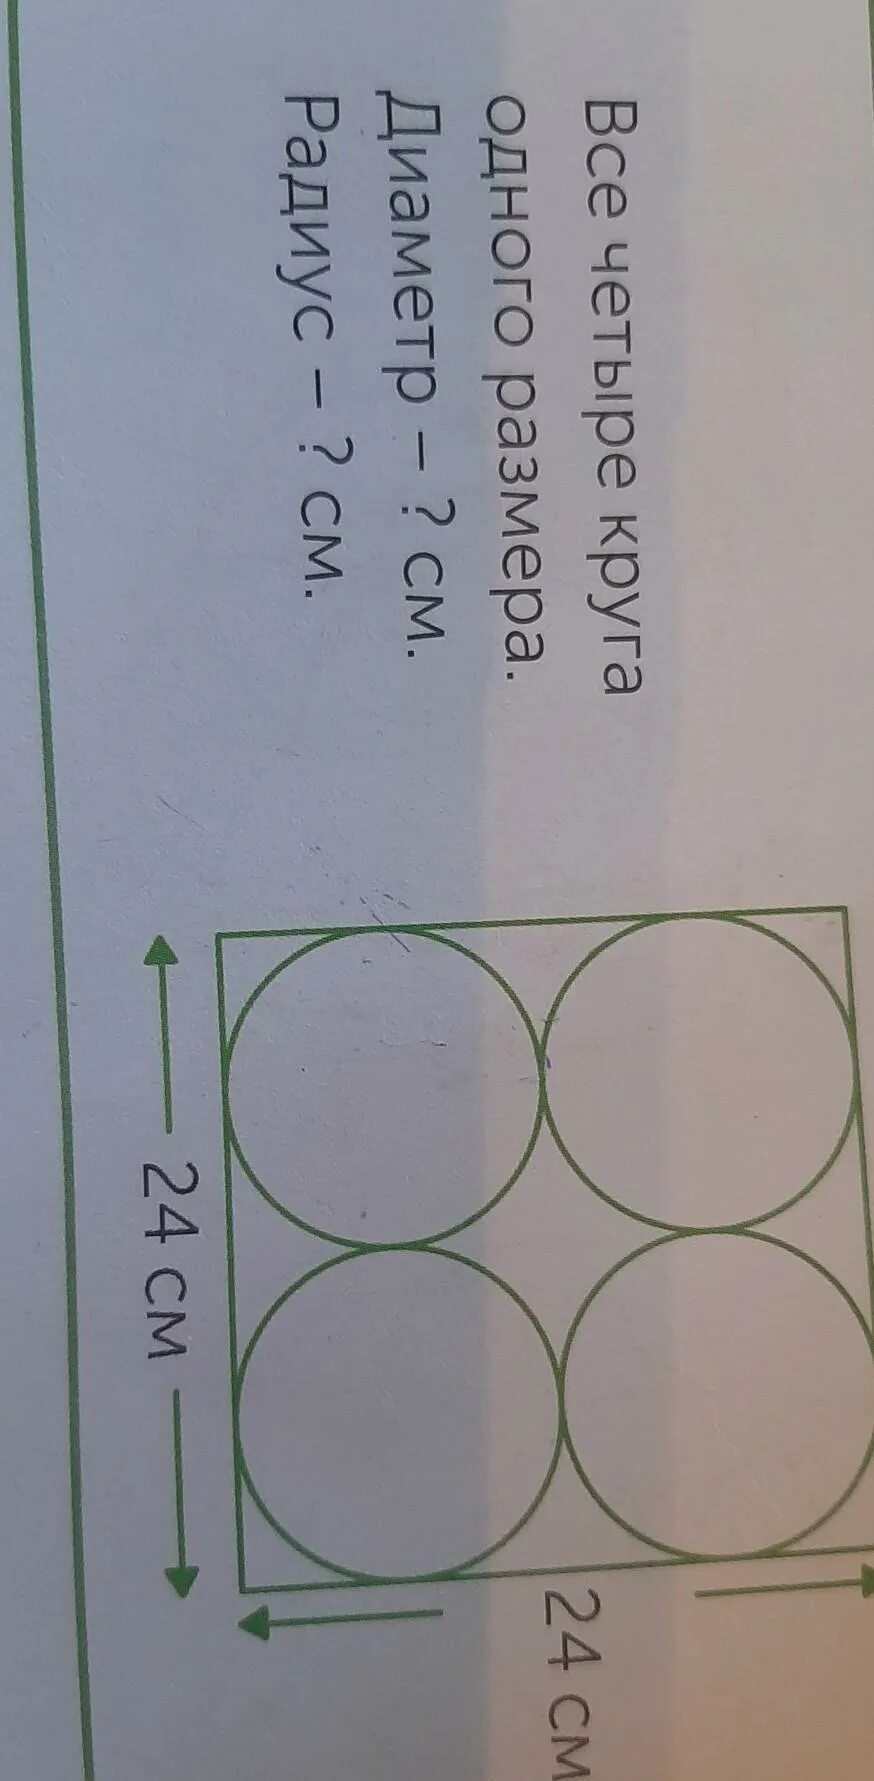 Все четыре круга
одного размера.
Диаметр – ? см.
Радиус – ? см.
24 см
24 см